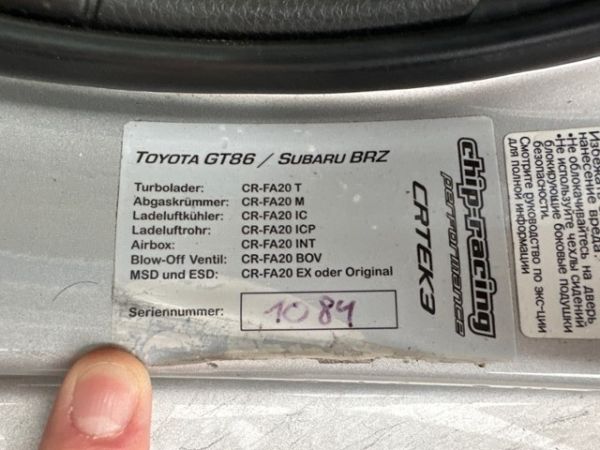 TOYOTA GT86 / SUBARU BRZ
Turbolader: CR-FA20 T
Abgaskrümmer: CR-FA20 M
Ladeluftkühler: CR-FA20 IC
Ladeluftrohr: CR-FA20 ICP
Airbox: CR-FA20 INT
Blow-Off Ventil: CR-FA20 BOV
MSD und ESD: CR-FA20 EX oder Original
Seriennummer: 1084
chip-racing
performance
CRTEK3
Избежать
нанесение вреда:
•Не облокачивайтесь на дверь
•Не используйте чехлы сидений
блокирующие боковые подушки
безопасности.
Смотрите руководство по экс-ции
для полной информации